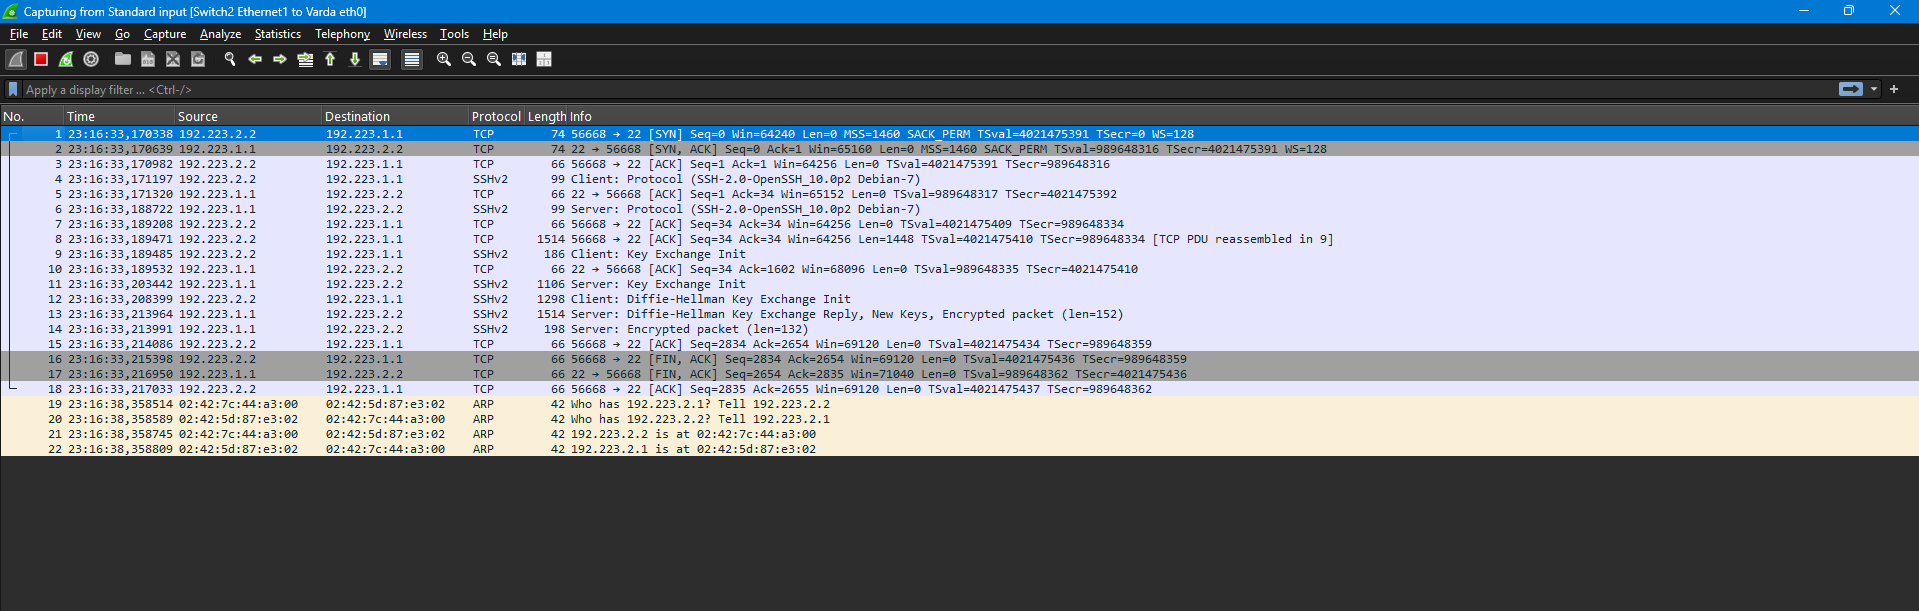 Capturing from Standard input [Switch2 Ethernet1 to Varda eth0]
File Edit View Go Capture Analyze Statistics Telephony Wireless Tools Help
Apply a display filter … <Ctrl-/>
No. Time Source Destination Protocol Length Info
1 23:16:33,170338 192.223.2.2 192.223.1.1 TCP 74 56668 → 22 [SYN] Seq=0 Win=64240 Len=0 MSS=1460 SACK_PERM TSval=4021475391 TSecr=0 WS=128
2 23:16:33,170639 192.223.1.1 192.223.2.2 TCP 74 22 → 56668 [SYN, ACK] Seq=0 Ack=1 Win=65160 Len=0 MSS=1460 SACK_PERM TSval=989648316 TSecr=4021475391 WS=128
3 23:16:33,170982 192.223.2.2 192.223.1.1 TCP 66 56668 → 22 [ACK] Seq=1 Ack=1 Win=64256 Len=0 TSval=4021475391 TSecr=989648316
4 23:16:33,171197 192.223.2.2 192.223.1.1 SSHv2 99 Client: Protocol (SSH-2.0-OpenSSH_10.0p2 Debian-7)
5 23:16:33,171320 192.223.1.1 192.223.2.2 TCP 66 22 → 56668 [ACK] Seq=1 Ack=34 Win=65152 Len=0 TSval=989648317 TSecr=4021475392
6 23:16:33,188722 192.223.1.1 192.223.2.2 SSHv2 99 Server: Protocol (SSH-2.0-OpenSSH_10.0p2 Debian-7)
7 23:16:33,189208 192.223.2.2 192.223.1.1 TCP 66 56668 → 22 [ACK] Seq=34 Ack=34 Win=64256 Len=0 TSval=4021475409 TSecr=989648334
8 23:16:33,189471 192.223.2.2 192.223.1.1 TCP 1514 56668 → 22 [ACK] Seq=34 Ack=34 Win=64256 Len=1448 TSval=4021475410 TSecr=989648334 [TCP PDU reassembled in 9]
9 23:16:33,189485 192.223.2.2 192.223.1.1 SSHv2 186 Client: Key Exchange Init
10 23:16:33,189532 192.223.1.1 192.223.2.2 TCP 66 22 → 56668 [ACK] Seq=34 Ack=1602 Win=68096 Len=0 TSval=989648335 TSecr=4021475410
11 23:16:33,203442 192.223.1.1 192.223.2.2 SSHv2 1106 Server: Key Exchange Init
12 23:16:33,208399 192.223.2.2 192.223.1.1 SSHv2 1298 Client: Diffie-Hellman Key Exchange Init
13 23:16:33,213964 192.223.1.1 192.223.2.2 SSHv2 1514 Server: Diffie-Hellman Key Exchange Reply, New Keys, Encrypted packet (len=152)
14 23:16:33,213991 192.223.1.1 192.223.2.2 SSHv2 198 Server: Encrypted packet (len=132)
15 23:16:33,214086 192.223.2.2 192.223.1.1 TCP 66 56668 → 22 [ACK] Seq=2834 Ack=2654 Win=69120 Len=0 TSval=4021475434 TSecr=989648359
16 23:16:33,215398 192.223.2.2 192.223.1.1 TCP 66 56668 → 22 [FIN, ACK] Seq=2834 Ack=2654 Win=69120 Len=0 TSval=4021475436 TSecr=989648359
17 23:16:33,216950 192.223.1.1 192.223.2.2 TCP 66 22 → 56668 [FIN, ACK] Seq=2654 Ack=2835 Win=71040 Len=0 TSval=989648362 TSecr=4021475436
18 23:16:33,217033 192.223.2.2 192.223.1.1 TCP 66 56668 → 22 [ACK] Seq=2835 Ack=2655 Win=69120 Len=0 TSval=4021475437 TSecr=989648362
19 23:16:38,358514 02:42:7c:44:a3:00 02:42:5d:87:e3:02 ARP 42 Who has 192.223.2.1? Tell 192.223.2.2
20 23:16:38,358589 02:42:5d:87:e3:02 02:42:7c:44:a3:00 ARP 42 Who has 192.223.2.2? Tell 192.223.2.1
21 23:16:38,358745 02:42:7c:44:a3:00 02:42:5d:87:e3:02 ARP 42 192.223.2.2 is at 02:42:7c:44:a3:00
22 23:16:38,358809 02:42:5d:87:e3:02 02:42:7c:44:a3:00 ARP 42 192.223.2.1 is at 02:42:5d:87:e3:02